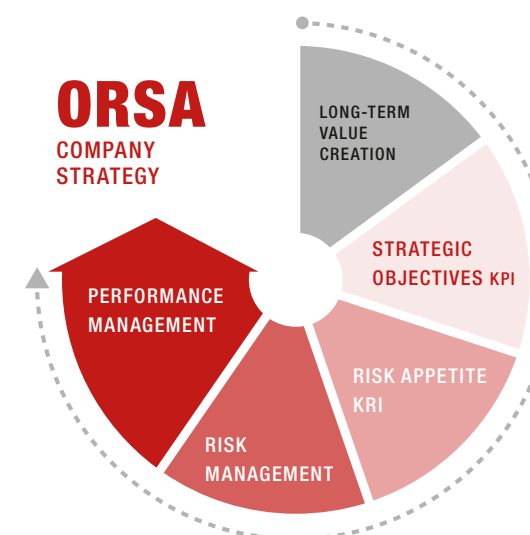 ORSA
COMPANY
STRATEGY
LONG-TERM
VALUE
CREATION
STRATEGIC
OBJECTIVES KPI
RISK APPETITE
KRI
RISK
MANAGEMENT
PERFORMANCE
MANAGEMENT